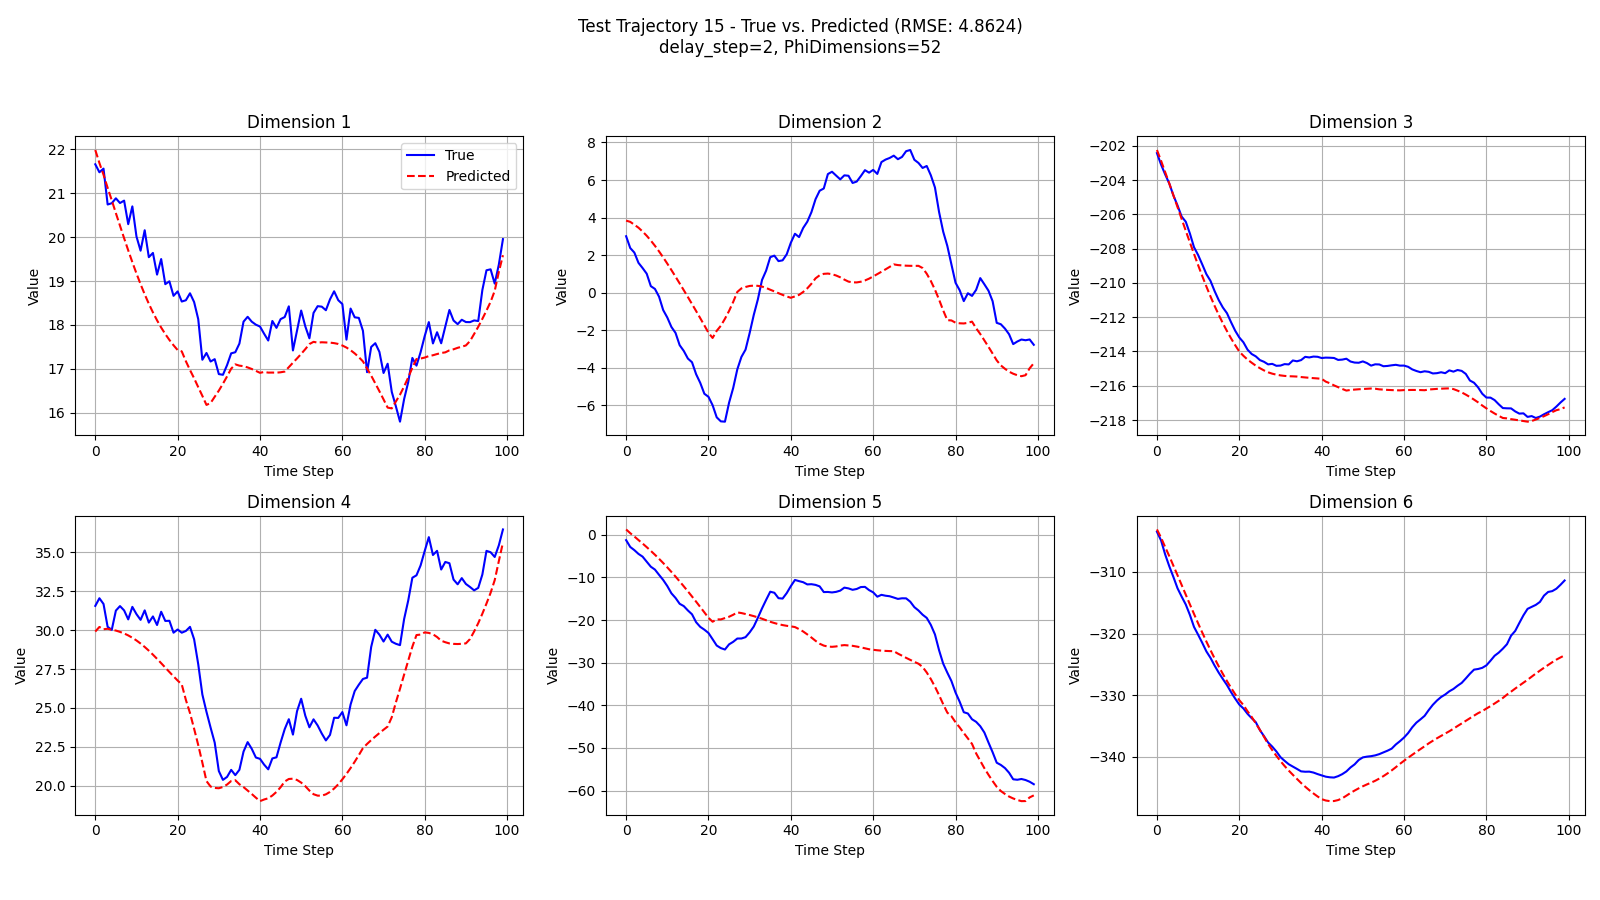 Test Trajectory 15 - True vs. Predicted (RMSE: 4.8624)
delay_step=2, PhiDimensions=52
Dimension 1
Value
22
21
20
19
18
17
16
0 20 40 60 80 100
Time Step
True
Predicted
Dimension 2
Value
8
6
4
2
0
−2
−4
−6
0 20 40 60 80 100
Time Step
Dimension 3
Value
−202
−204
−206
−208
−210
−212
−214
−216
−218
0 20 40 60 80 100
Time Step
Dimension 4
Value
35.0
32.5
30.0
27.5
25.0
22.5
20.0
0 20 40 60 80 100
Time Step
Dimension 5
Value
0
−10
−20
−30
−40
−50
−60
0 20 40 60 80 100
Time Step
Dimension 6
Value
−310
−320
−330
−340
0 20 40 60 80 100
Time Step